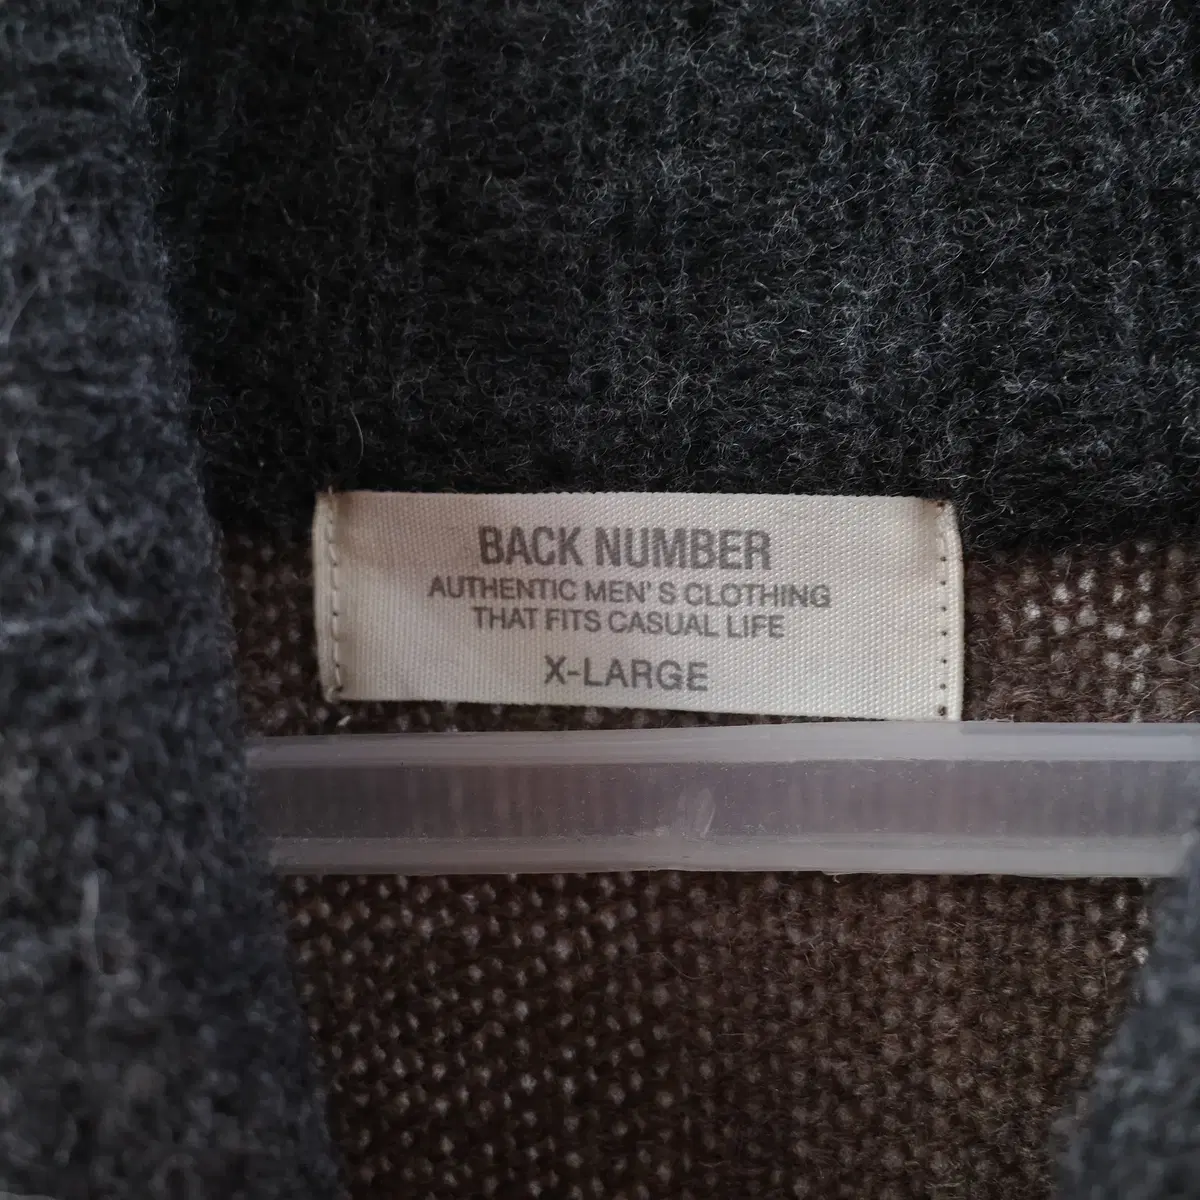 BACK NUMBER
AUTHENTIC MEN' S CLOTHING
THAT FITS CASUAL LIFE
X-LARGE